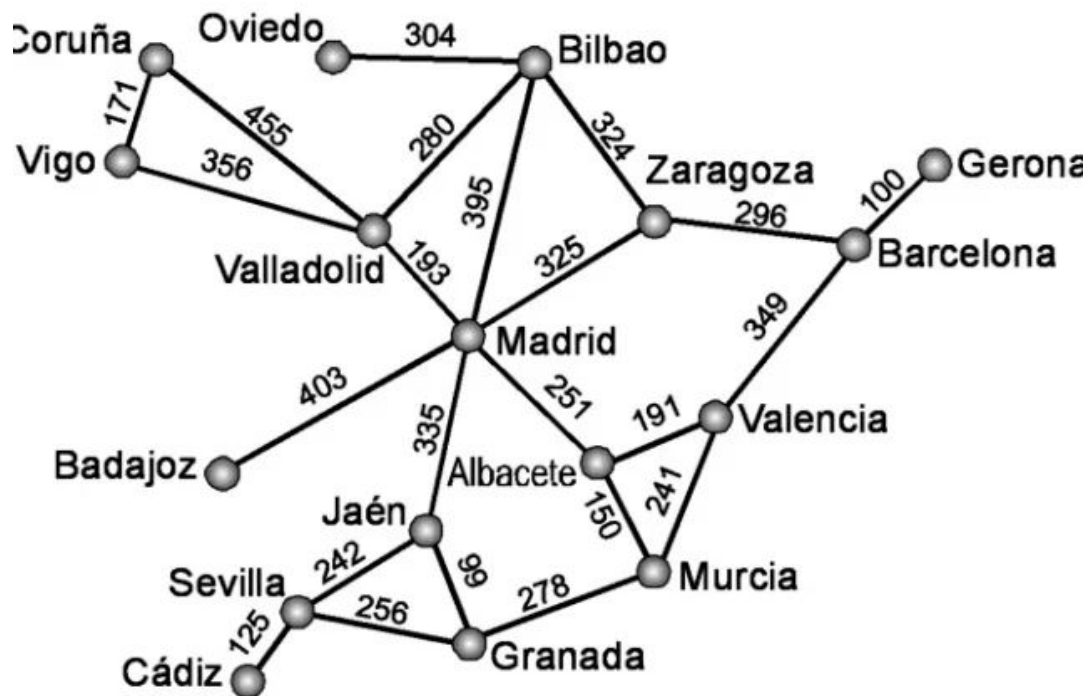 Coruña
Oviedo
304
Bilbao
171
455
280
324
Vigo
356
395
Zaragoza
Gerona
100
296
Valladolid
193
325
Barcelona
349
Madrid
403
251
191
Valencia
335
Badajoz
Albacete
241
150
Jaén
242
99
Sevilla
278
Murcia
256
125
Granada
Cádiz